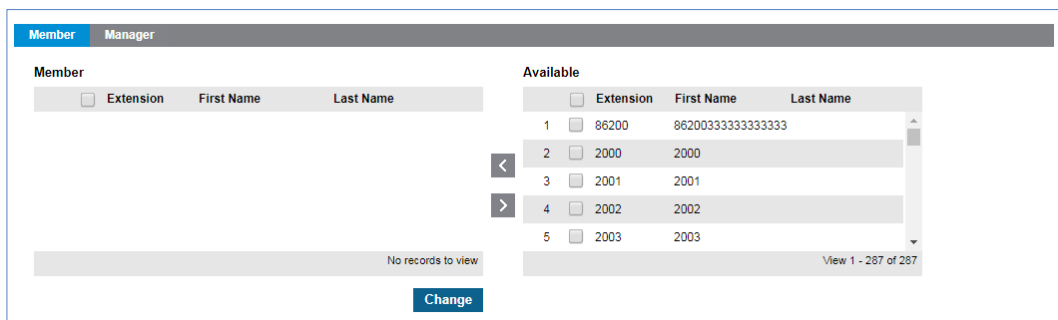 Member Manager
Member
Extension First Name Last Name
No records to view
Available
Extension First Name Last Name
1 86200 86200333333333333
2 2000 2000
3 2001 2001
4 2002 2002
5 2003 2003
View 1 - 287 of 287
Change